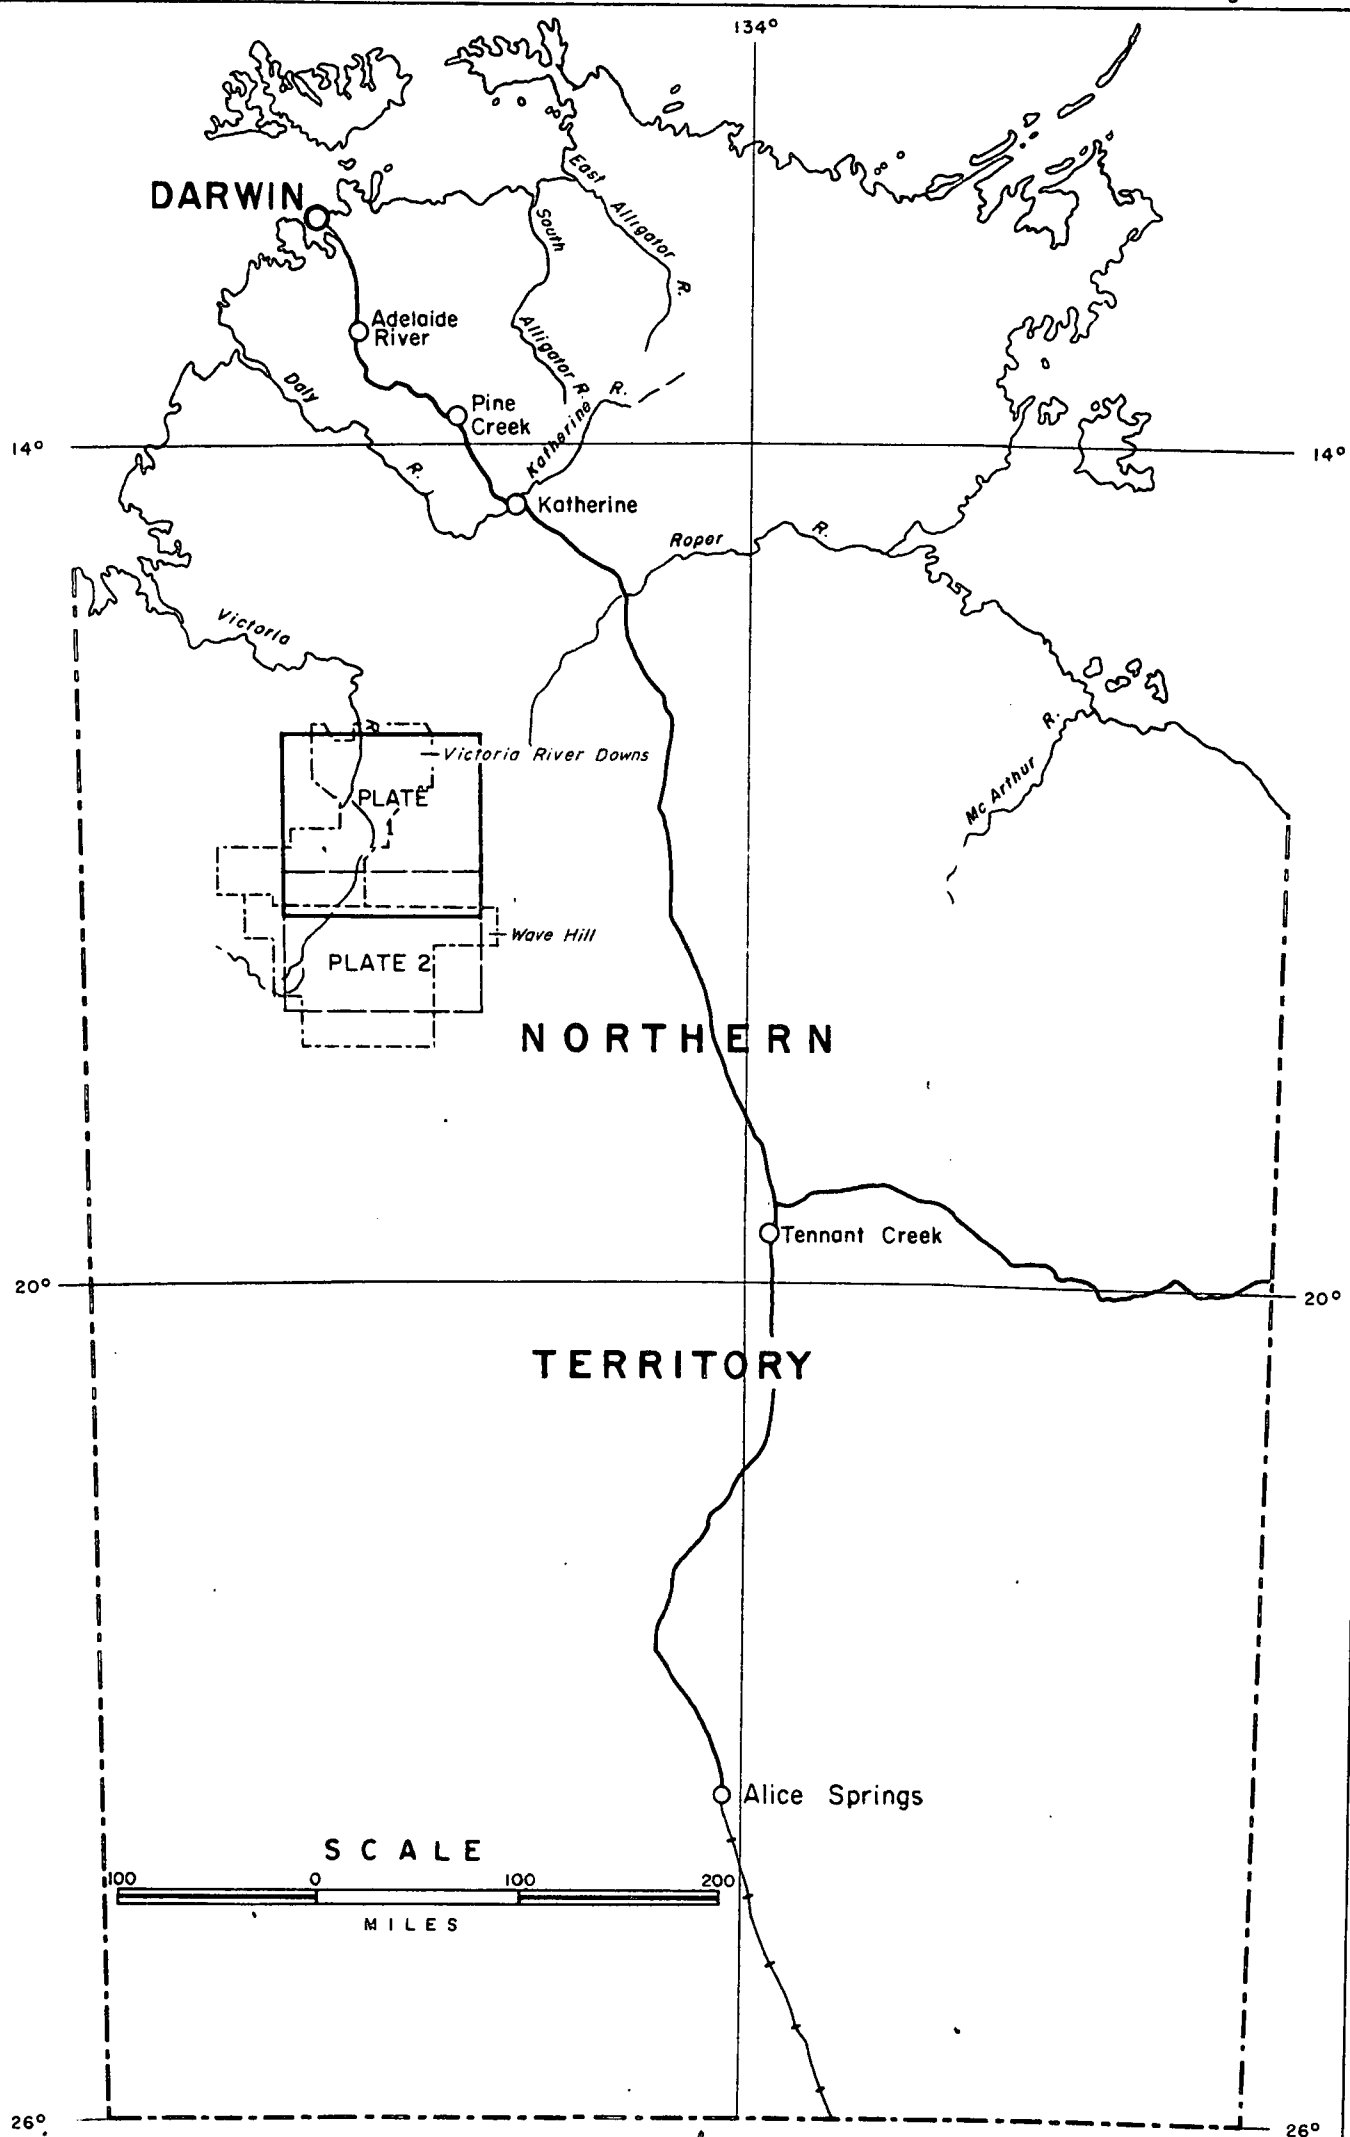 134°
DARWIN
East
Alligator
R.
South
Alligator R.
Adelaide
River
Daly
R.
Pine
Creek
Katherine
R.
14°
14°
Katherine
Roper
R.
Victoria
R
Victoria River Downs
PLATE
1
R.
Mc Arthur
Wave Hill
PLATE 2
NORTHERN
Tennant Creek
20°
20°
TERRITORY
Alice Springs
SCALE
100 0 100 200
MILES
26°
26°